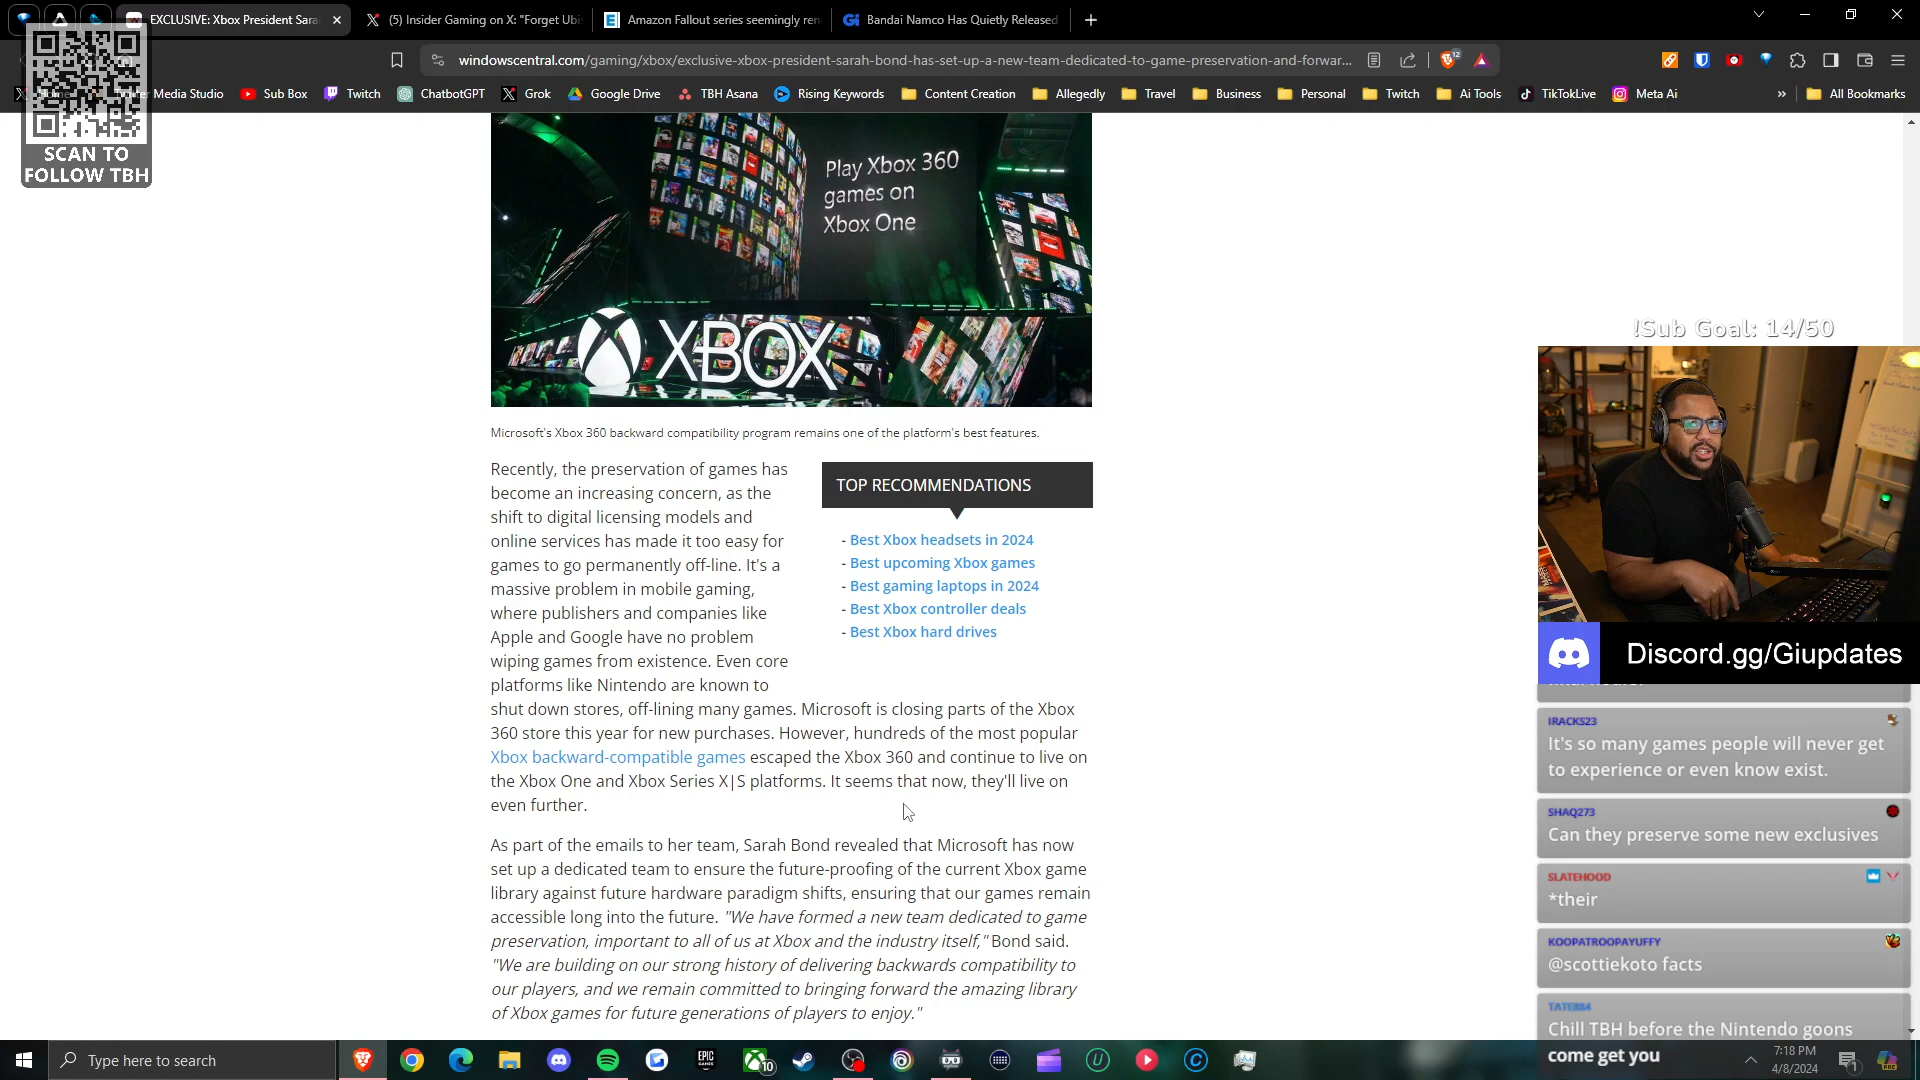 EXCLUSIVE: Xbox President Sara
(5) Insider Gaming on X: "Forget Ubi
Amazon Fallout series seemingly ren
Bandai Namco Has Quietly Released
windowscentral.com/gaming/xbox/exclusive-xbox-president-sarah-bond-has-set-up-a-new-team-dedicated-to-game-preservation-and-forwar...
12
Media Studio
Sub Box
Twitch
ChatbotGPT
Grok
Google Drive
TBH Asana
Rising Keywords
Content Creation
Allegedly
Travel
Business
Personal
Twitch
Ai Tools
TikTokLive
Meta Ai
»
All Bookmarks
SCAN TO
FOLLOW TBH
Play Xbox 360
games on
Xbox One
XBOX
Microsoft's Xbox 360 backward compatibility program remains one of the platform's best features.
Recently, the preservation of games has
become an increasing concern, as the
shift to digital licensing models and
online services has made it too easy for
games to go permanently off-line. It's a
massive problem in mobile gaming,
where publishers and companies like
Apple and Google have no problem
wiping games from existence. Even core
platforms like Nintendo are known to
shut down stores, off-lining many games. Microsoft is closing parts of the Xbox
360 store this year for new purchases. However, hundreds of the most popular
Xbox backward-compatible games escaped the Xbox 360 and continue to live on
the Xbox One and Xbox Series X|S platforms. It seems that now, they'll live on
even further.
TOP RECOMMENDATIONS
- Best Xbox headsets in 2024
- Best upcoming Xbox games
- Best gaming laptops in 2024
- Best Xbox controller deals
- Best Xbox hard drives
As part of the emails to her team, Sarah Bond revealed that Microsoft has now
set up a dedicated team to ensure the future-proofing of the current Xbox game
library against future hardware paradigm shifts, ensuring that our games remain
accessible long into the future. "We have formed a new team dedicated to game
preservation, important to all of us at Xbox and the industry itself," Bond said.
"We are building on our strong history of delivering backwards compatibility to
our players, and we remain committed to bringing forward the amazing library
of Xbox games for future generations of players to enjoy."
!Sub Goal: 14/50
Discord.gg/Giupdates
IRACKS23
It's so many games people will never get
to experience or even know exist.
SHAQ273
Can they preserve some new exclusives
SLATEHOOD
*their
KOOPATROOPAYUFFY
@scottiekoto facts
TATER84
Chill TBH before the Nintendo goons
come get you
Type here to search
EPIC
GAMES
10
7:18 PM
4/8/2024
1
PRE